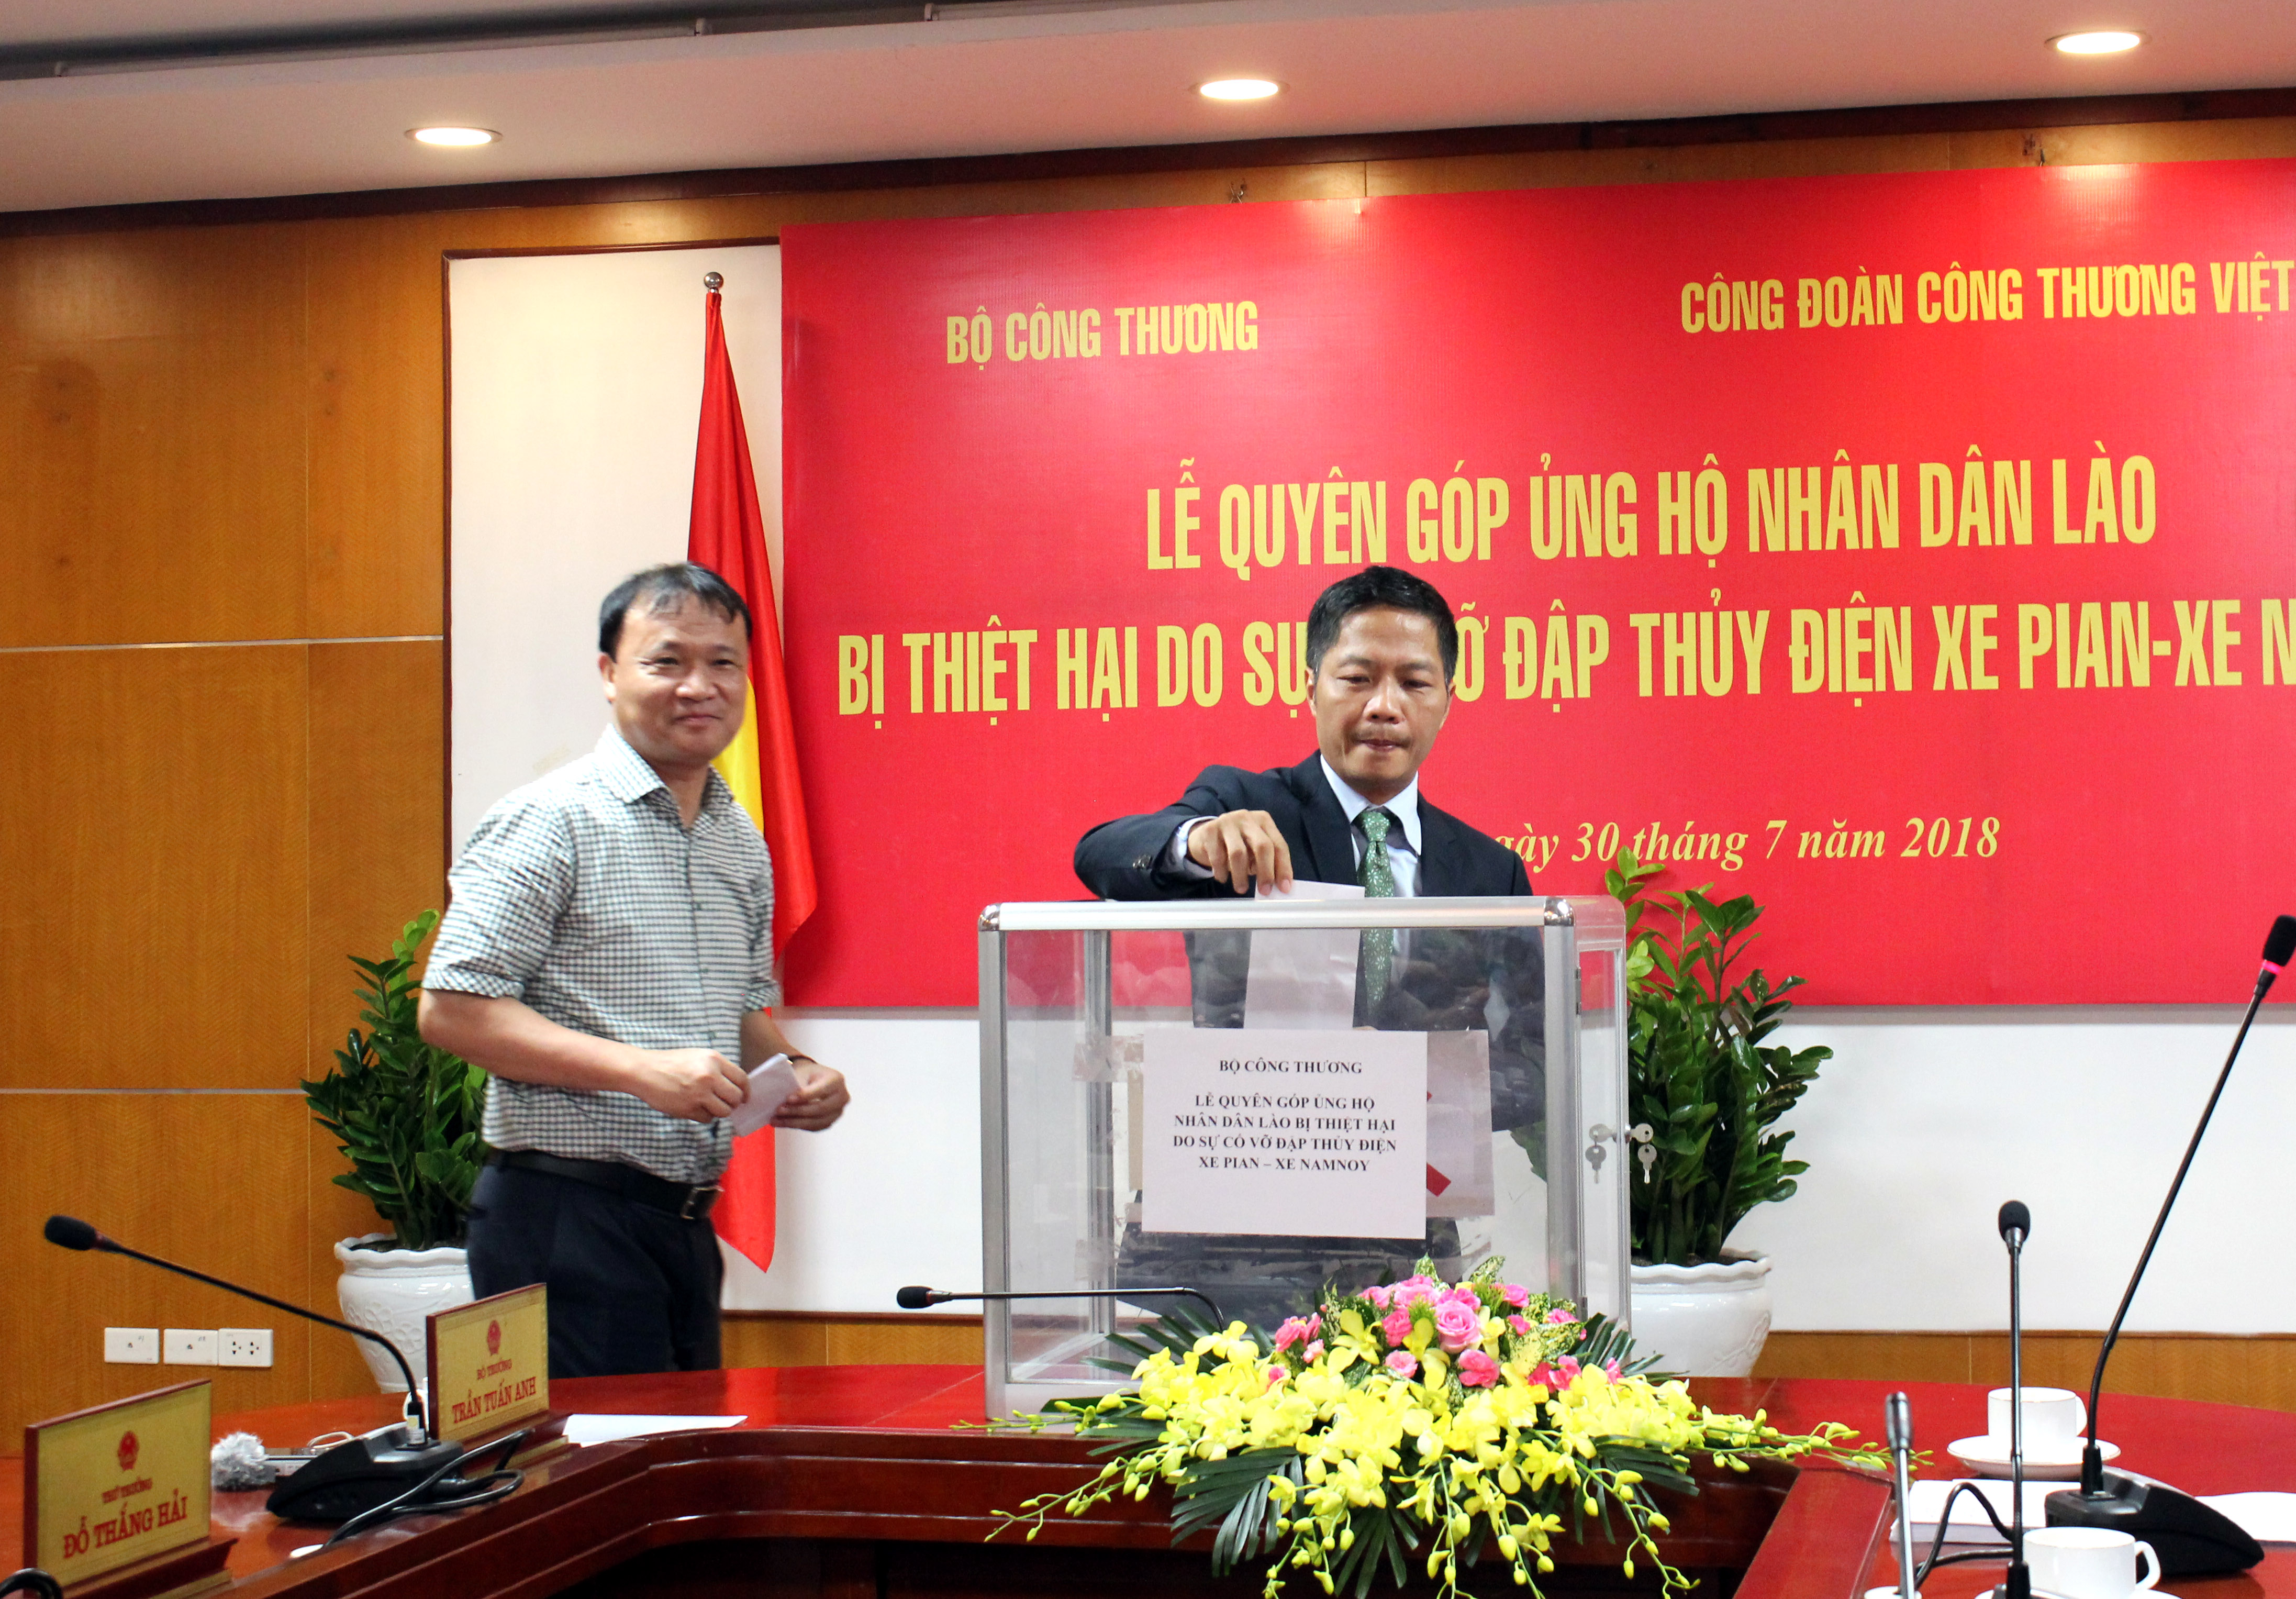 BỘ CÔNG THƯƠNG
CÔNG ĐOÀN CÔNG THƯƠNG VIỆT
LỄ QUYÊN GÓP ỦNG HỘ NHÂN DÂN LÀO
BỊ THIỆT HẠI DO SỰ VỠ ĐẬP THỦY ĐIỆN XE PIAN-XE N
gày 30 tháng 7 năm 2018
BỘ CÔNG THƯƠNG
LỄ QUYÊN GÓP ỦNG HỘ
NHÂN DÂN LÀO BỊ THIỆT HẠI
DO SỰ CỐ VỠ ĐẬP THỦY ĐIỆN
XE PIAN – XE NAMNOY
BỘ TRƯỞNG
TRẦN TUẤN ANH
THỨ TRƯỞNG
ĐỖ THẮNG HẢI